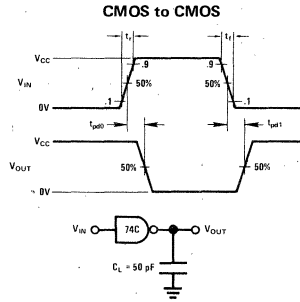 CMOS to CMOS
tr tf
VCC
.9 .9
VIN 50% 50%
.1 .1
0V
tpd0 tpd1
VCC
VOUT 50% 50%
0V
VIN 74C VOUT
CL = 50 pF